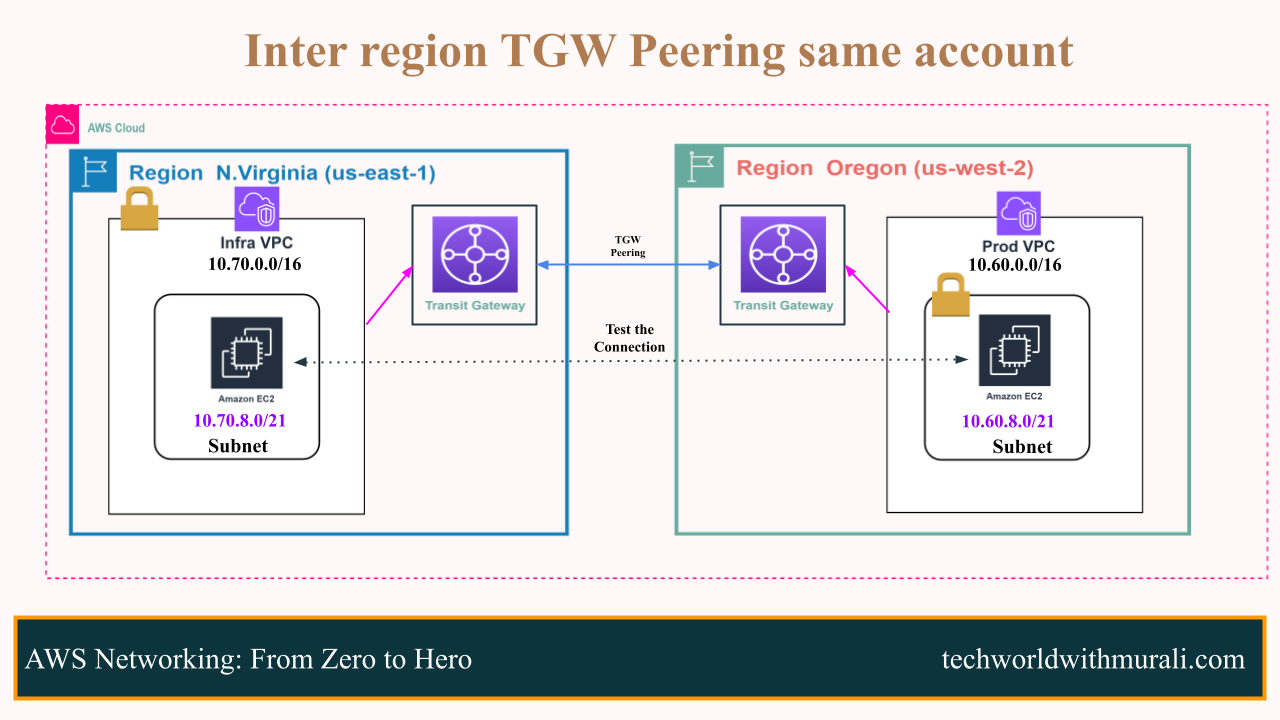 Inter region TGW Peering same account
AWS Cloud
Region  N.Virginia (us-east-1)
Infra VPC
10.70.0.0/16
Transit Gateway
Amazon EC2
10.70.8.0/21
Subnet
TGW
Peering
Test the
Connection
Region  Oregon (us-west-2)
Transit Gateway
Prod VPC
10.60.0.0/16
Amazon EC2
10.60.8.0/21
Subnet
AWS Networking: From Zero to Hero
techworldwithmurali.com